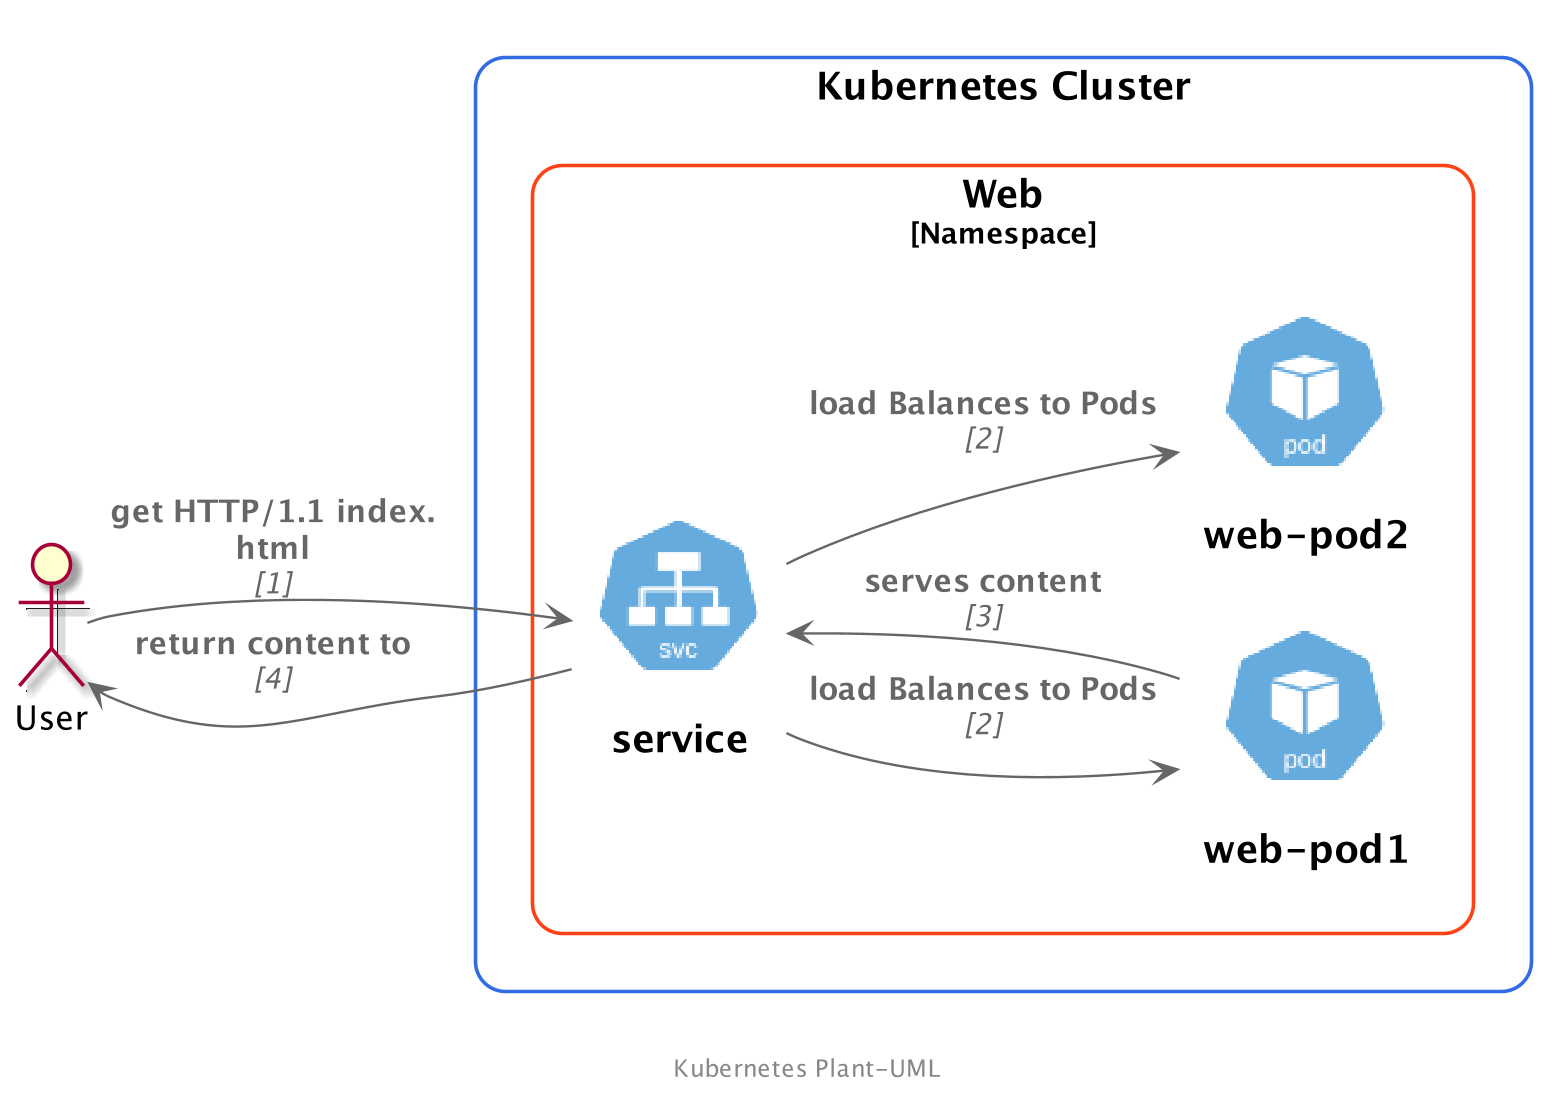 Kubernetes Cluster
Web
[Namespace]
load Balances to Pods
[2]
pod
web-pod2
get HTTP/1.1 index.
html
[1]
return content to
[4]
User
svc
service
serves content
[3]
load Balances to Pods
[2]
pod
web-pod1
Kubernetes Plant-UML